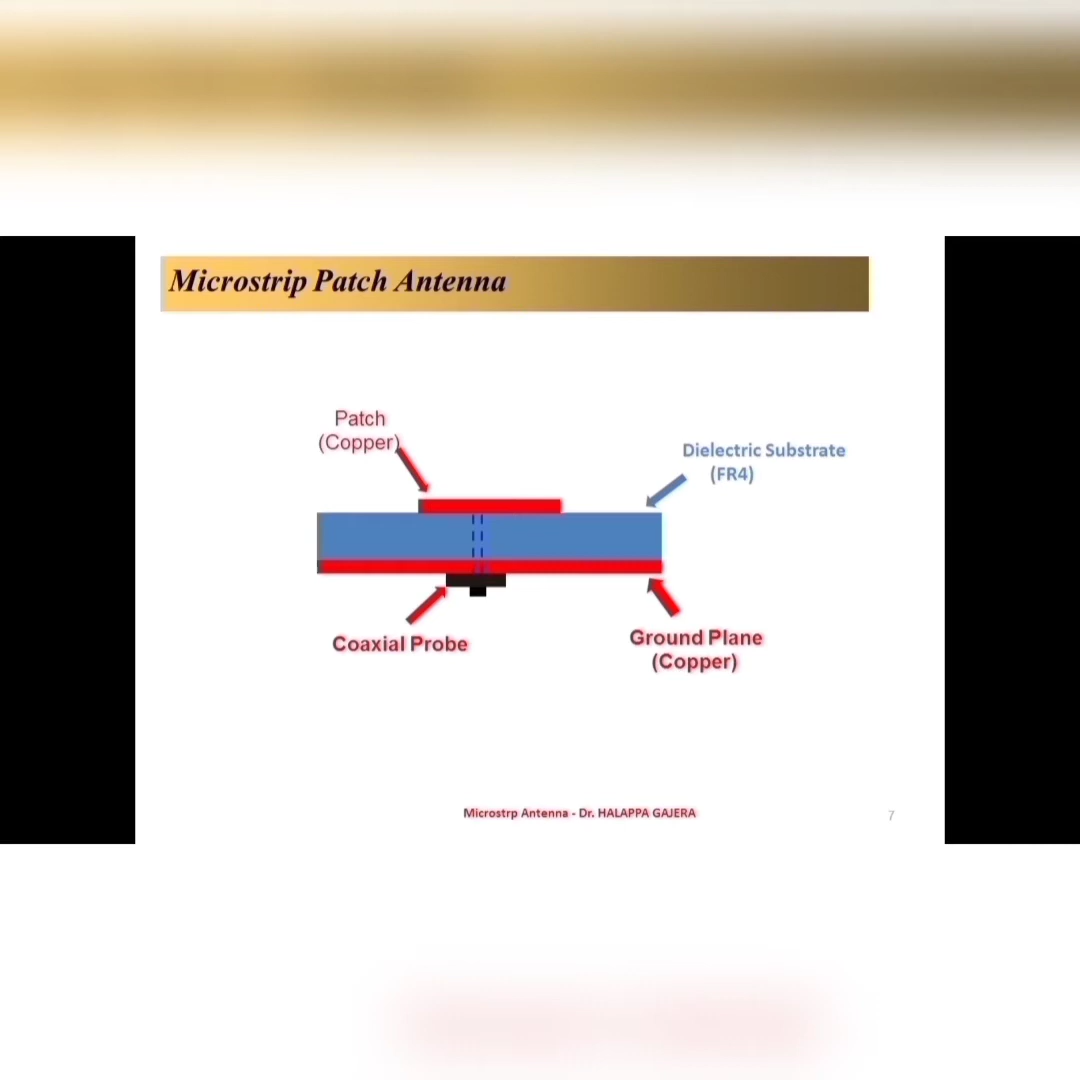 Microstrip Patch Antenna
Patch
(Copper)
Dielectric Substrate
(FR4)
Coaxial Probe
Ground Plane
(Copper)
Microstrp Antenna - Dr. HALAPPA GAJERA
7